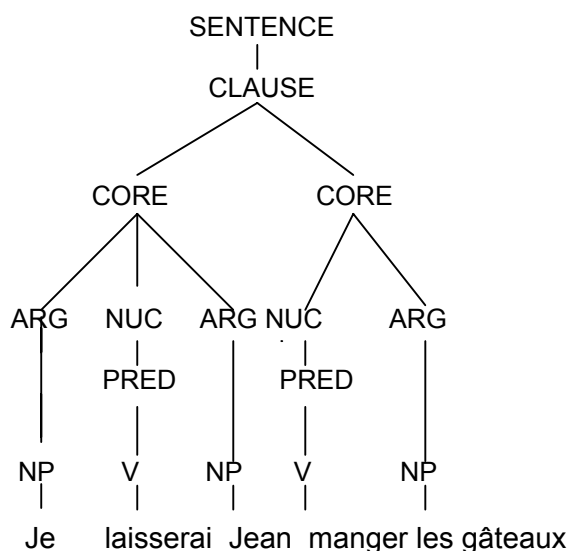 SENTENCE
CLAUSE
CORE CORE
ARG NUC ARG NUC ARG
PRED PRED
NP V NP V NP
Je laisserai Jean manger les gâteaux